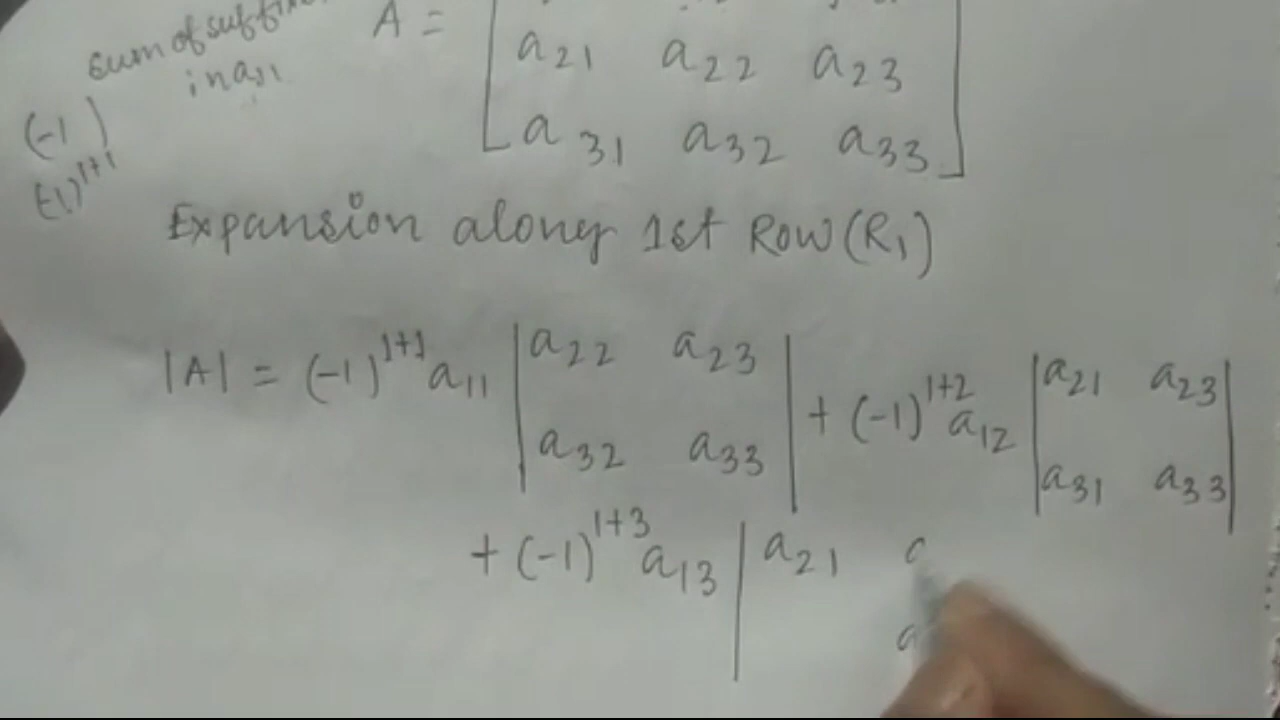 sum of suffixes
in a₁₁
(-1 )
(-1)¹⁺¹
A =
a₂₁ a₂₂ a₂₃
a₃₁ a₃₂ a₃₃
Expansion along 1st Row(R₁)
|A| = (-1)¹⁺¹ a₁₁ | a₂₂ a₂₃ | + (-1)¹⁺² a₁₂ | a₂₁ a₂₃ |
| a₃₂ a₃₃ | | a₃₁ a₃₃ |
+ (-1)¹⁺³ a₁₃ | a₂₁